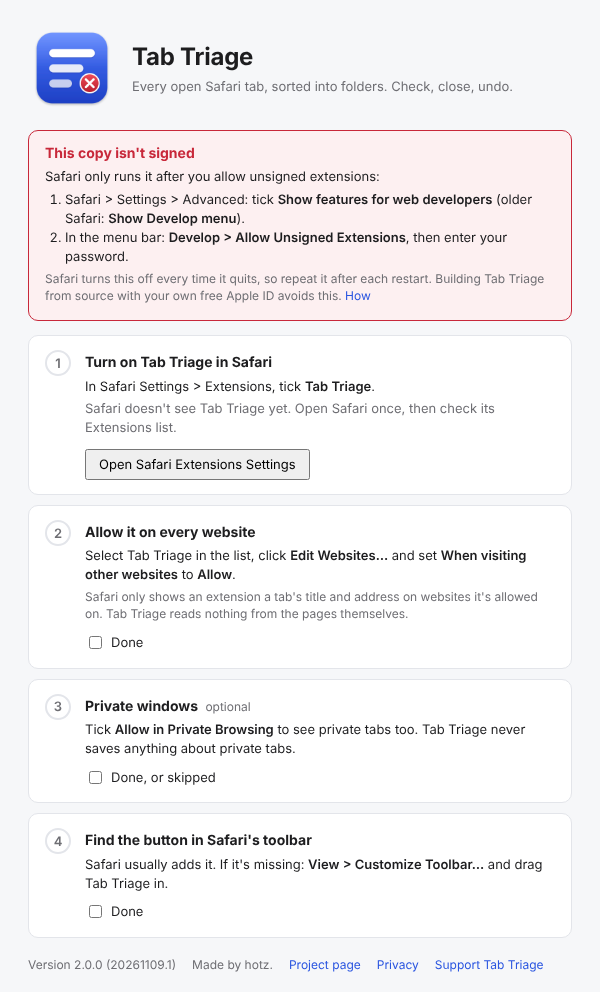 Tab Triage
Every open Safari tab, sorted into folders. Check, close, undo.
This copy isn't signed
Safari only runs it after you allow unsigned extensions:
1. Safari > Settings > Advanced: tick Show features for web developers (older
Safari: Show Develop menu).
2. In the menu bar: Develop > Allow Unsigned Extensions, then enter your
password.
Safari turns this off every time it quits, so repeat it after each restart. Building Tab Triage
from source with your own free Apple ID avoids this. How
1
Turn on Tab Triage in Safari
In Safari Settings > Extensions, tick Tab Triage.
Safari doesn't see Tab Triage yet. Open Safari once, then check its
Extensions list.
Open Safari Extensions Settings
2
Allow it on every website
Select Tab Triage in the list, click Edit Websites... and set When visiting
other websites to Allow.
Safari only shows an extension a tab's title and address on websites it's allowed
on. Tab Triage reads nothing from the pages themselves.
Done
3
Private windows optional
Tick Allow in Private Browsing to see private tabs too. Tab Triage never
saves anything about private tabs.
Done, or skipped
4
Find the button in Safari's toolbar
Safari usually adds it. If it's missing: View > Customize Toolbar... and drag
Tab Triage in.
Done
Version 2.0.0 (20261109.1) Made by hotz. Project page Privacy Support Tab Triage